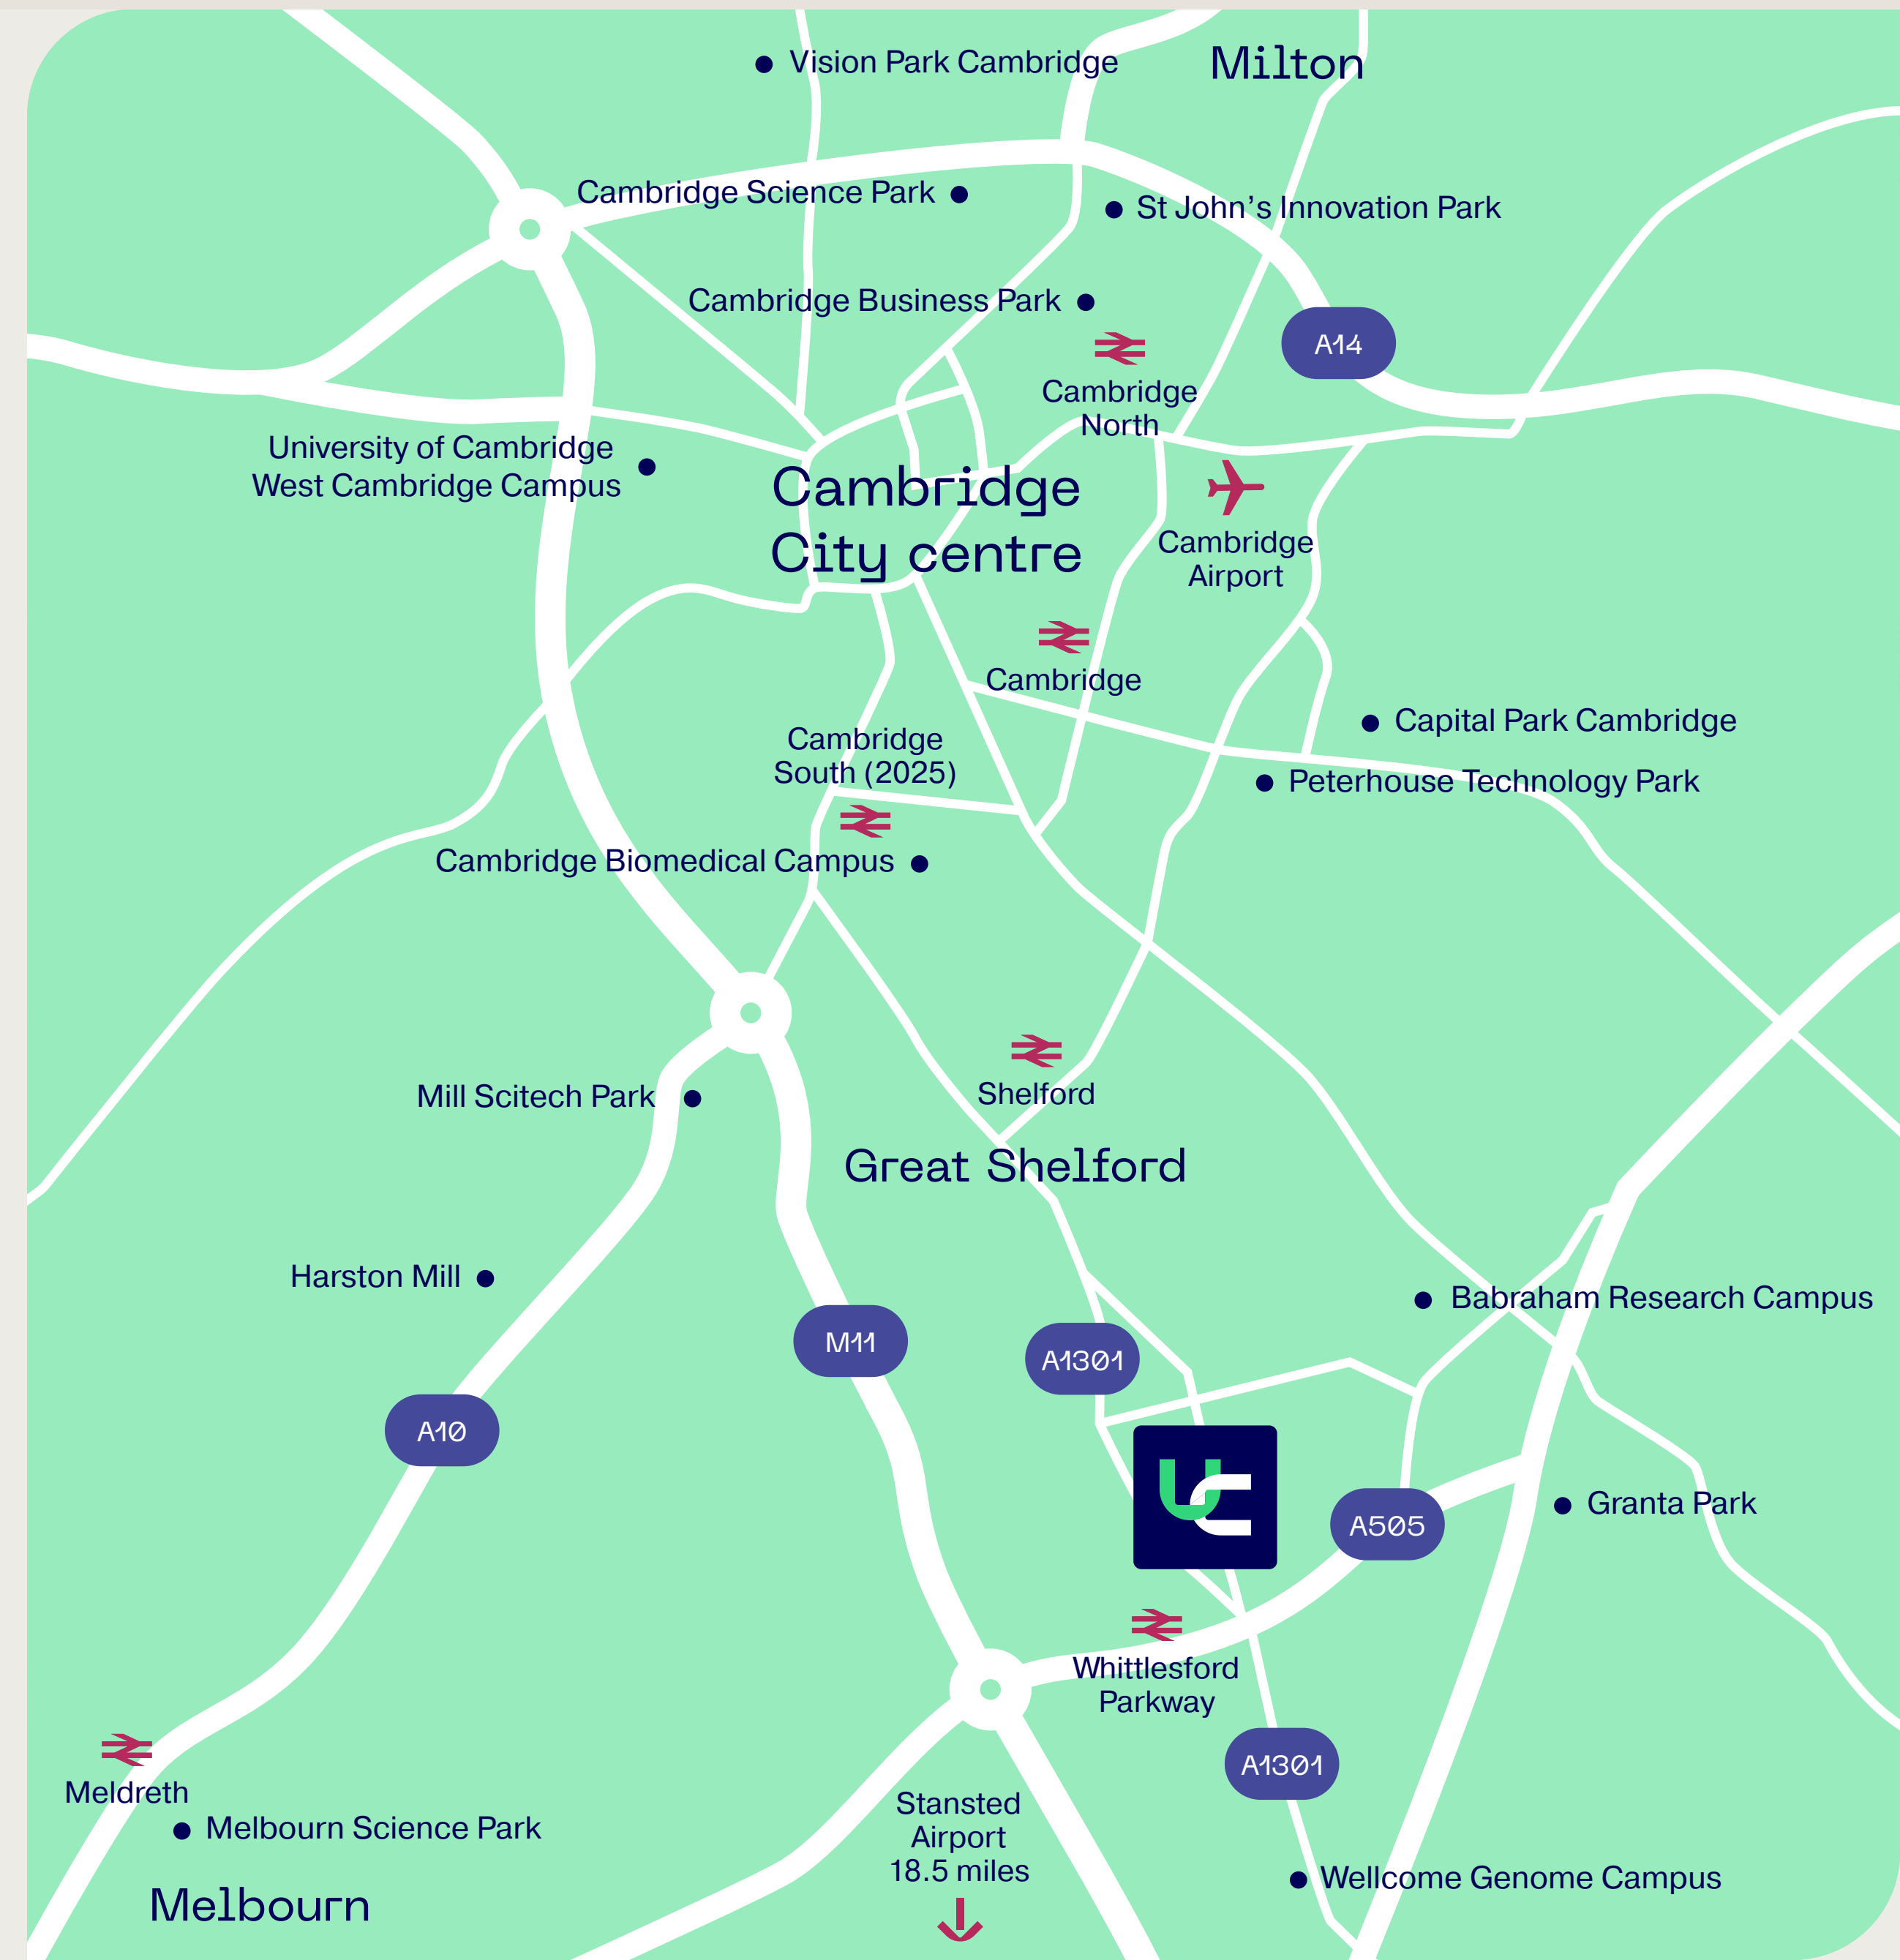 Vision Park Cambridge
Milton
Cambridge Science Park
St John’s Innovation Park
Cambridge Business Park
A14
Cambridge
North
University of Cambridge
West Cambridge Campus
Cambridge
City centre
Cambridge
Airport
Cambridge
Capital Park Cambridge
Cambridge
South (2025)
Peterhouse Technology Park
Cambridge Biomedical Campus
Mill Scitech Park
Shelford
Great Shelford
Harston Mill
Babraham Research Campus
M11
A1301
A10
UC
Granta Park
A505
Whittlesford
Parkway
A1301
Meldreth
Melbourn Science Park
Stansted
Airport
18.5 miles
Wellcome Genome Campus
Melbourn